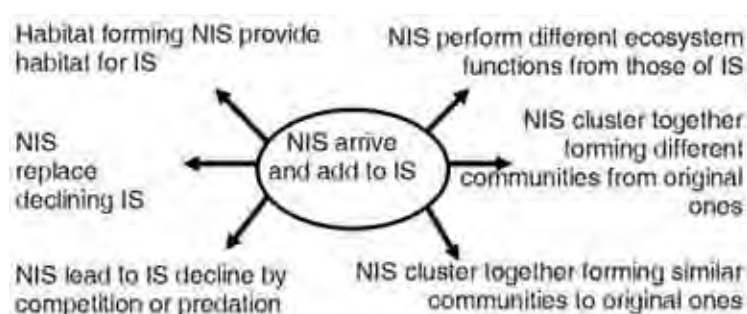 Habitat forming NIS provide
habitat for IS
NIS perform different ecosystem
functions from those of IS
NIS arrive
and add to IS
NIS
replace
declining IS
NIS cluster together
forming different
communities from original
ones
NIS lead to IS decline by
competition or predation
NIS cluster together forming similar
communities to original ones